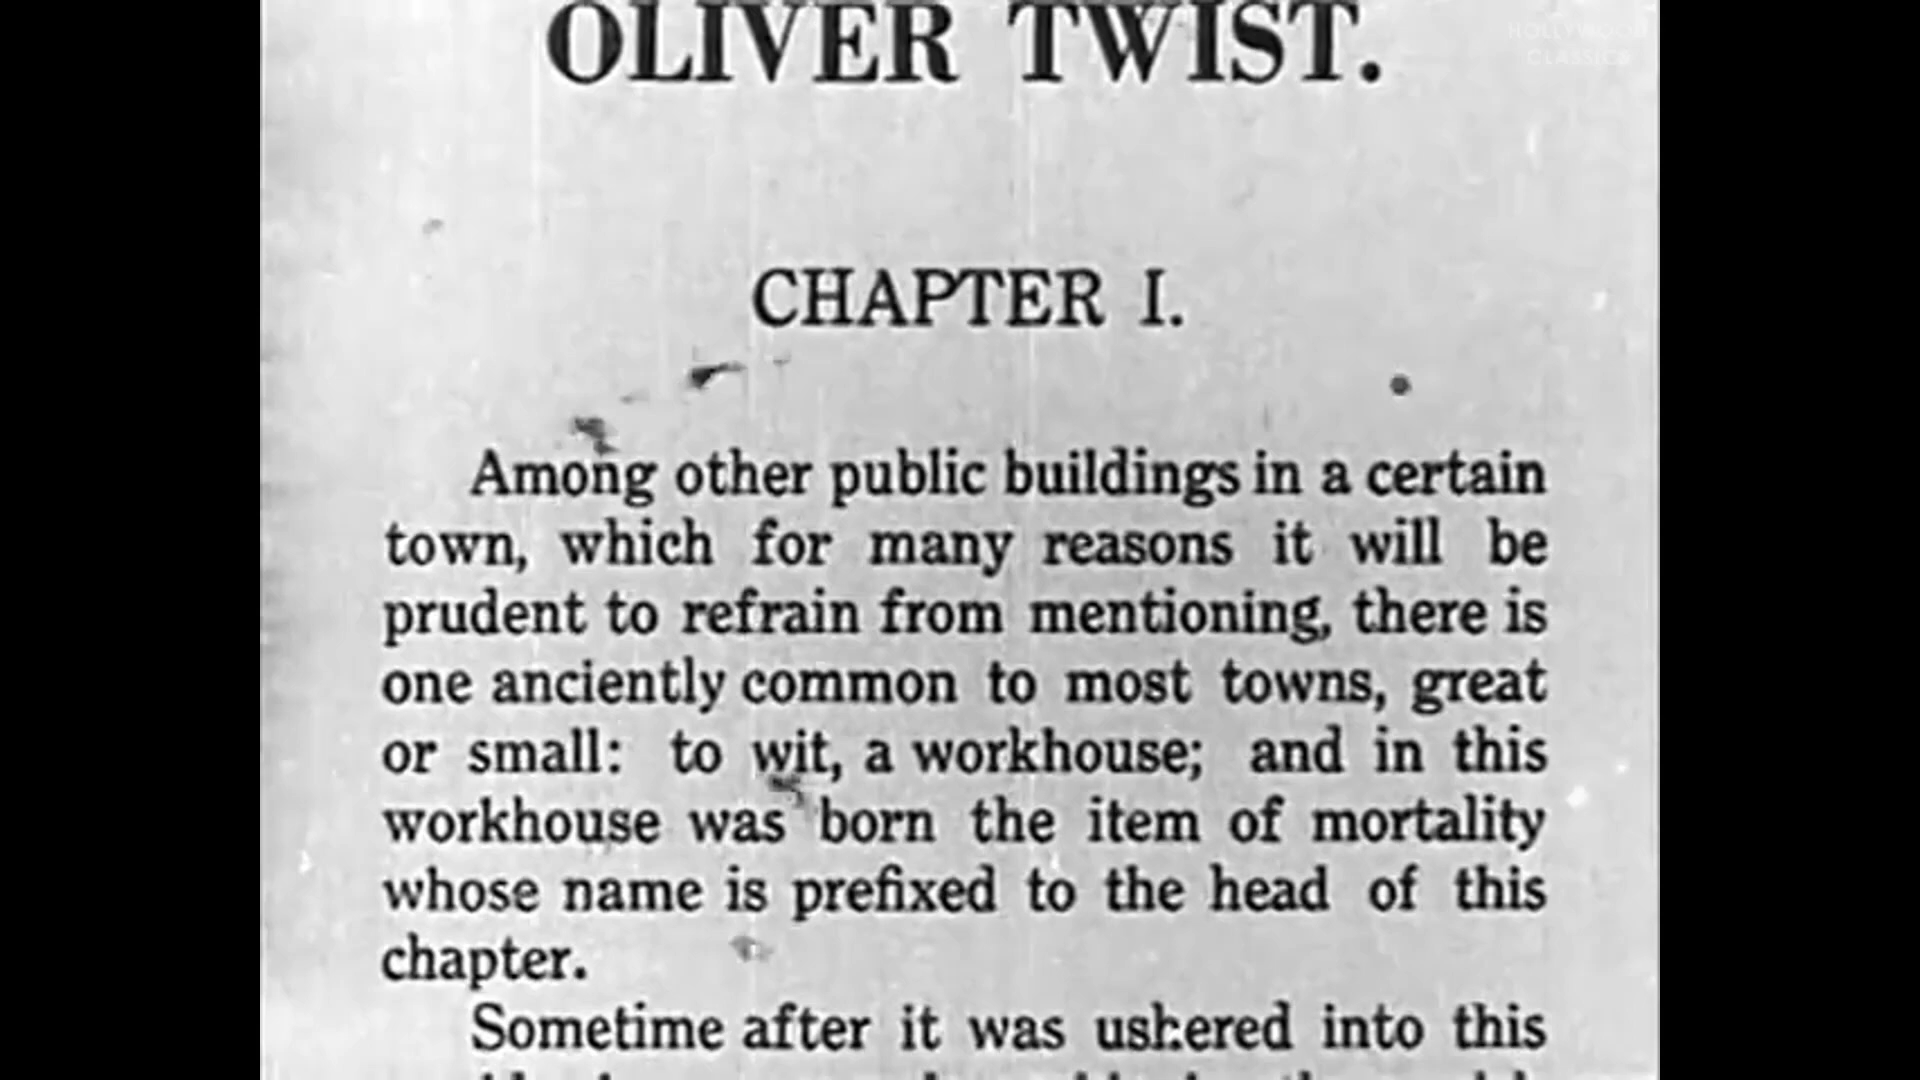 OLIVER TWIST.
HOLLYWOOD
CLASSICS
CHAPTER I.
Among other public buildings in a certain
town, which for many reasons it will be
prudent to refrain from mentioning, there is
one anciently common to most towns, great
or small: to wit, a workhouse; and in this
workhouse was born the item of mortality
whose name is prefixed to the head of this
chapter.
Sometime after it was ushered into this